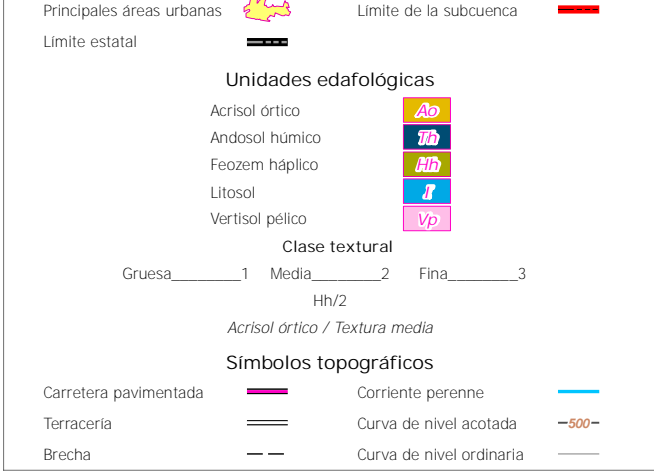 Principales áreas urbanas Límite de la subcuenca
Límite estatal
Unidades edafológicas
Acrisol órtico Ao
Andosol húmico Th
Feozem háplico Hh
Litosol I
Vertisol pélico Vp
Clase textural
Gruesa________1 Media________2 Fina________3
Hh/2
Acrisol órtico / Textura media
Símbolos topográficos
Carretera pavimentada Corriente perenne
Terracería Curva de nivel acotada 500
Brecha Curva de nivel ordinaria